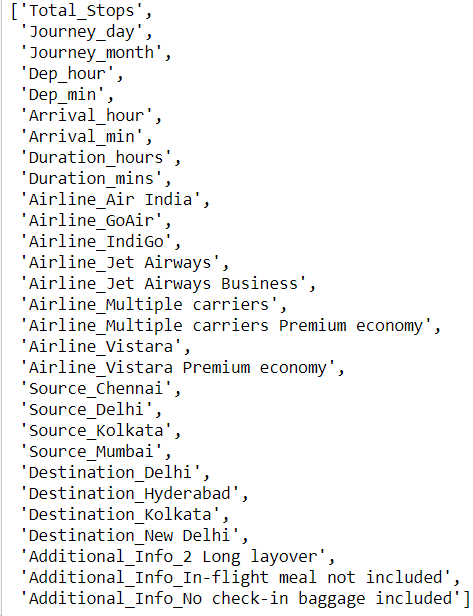 ['Total_Stops',
'Journey_day',
'Journey_month',
'Dep_hour',
'Dep_min',
'Arrival_hour',
'Arrival_min',
'Duration_hours',
'Duration_mins',
'Airline_Air India',
'Airline_GoAir',
'Airline_IndiGo',
'Airline_Jet Airways',
'Airline_Jet Airways Business',
'Airline_Multiple carriers',
'Airline_Multiple carriers Premium economy',
'Airline_Vistara',
'Airline_Vistara Premium economy',
'Source_Chennai',
'Source_Delhi',
'Source_Kolkata',
'Source_Mumbai',
'Destination_Delhi',
'Destination_Hyderabad',
'Destination_Kolkata',
'Destination_New Delhi',
'Additional_Info_2 Long layover',
'Additional_Info_In-flight meal not included',
'Additional_Info_No check-in baggage included']